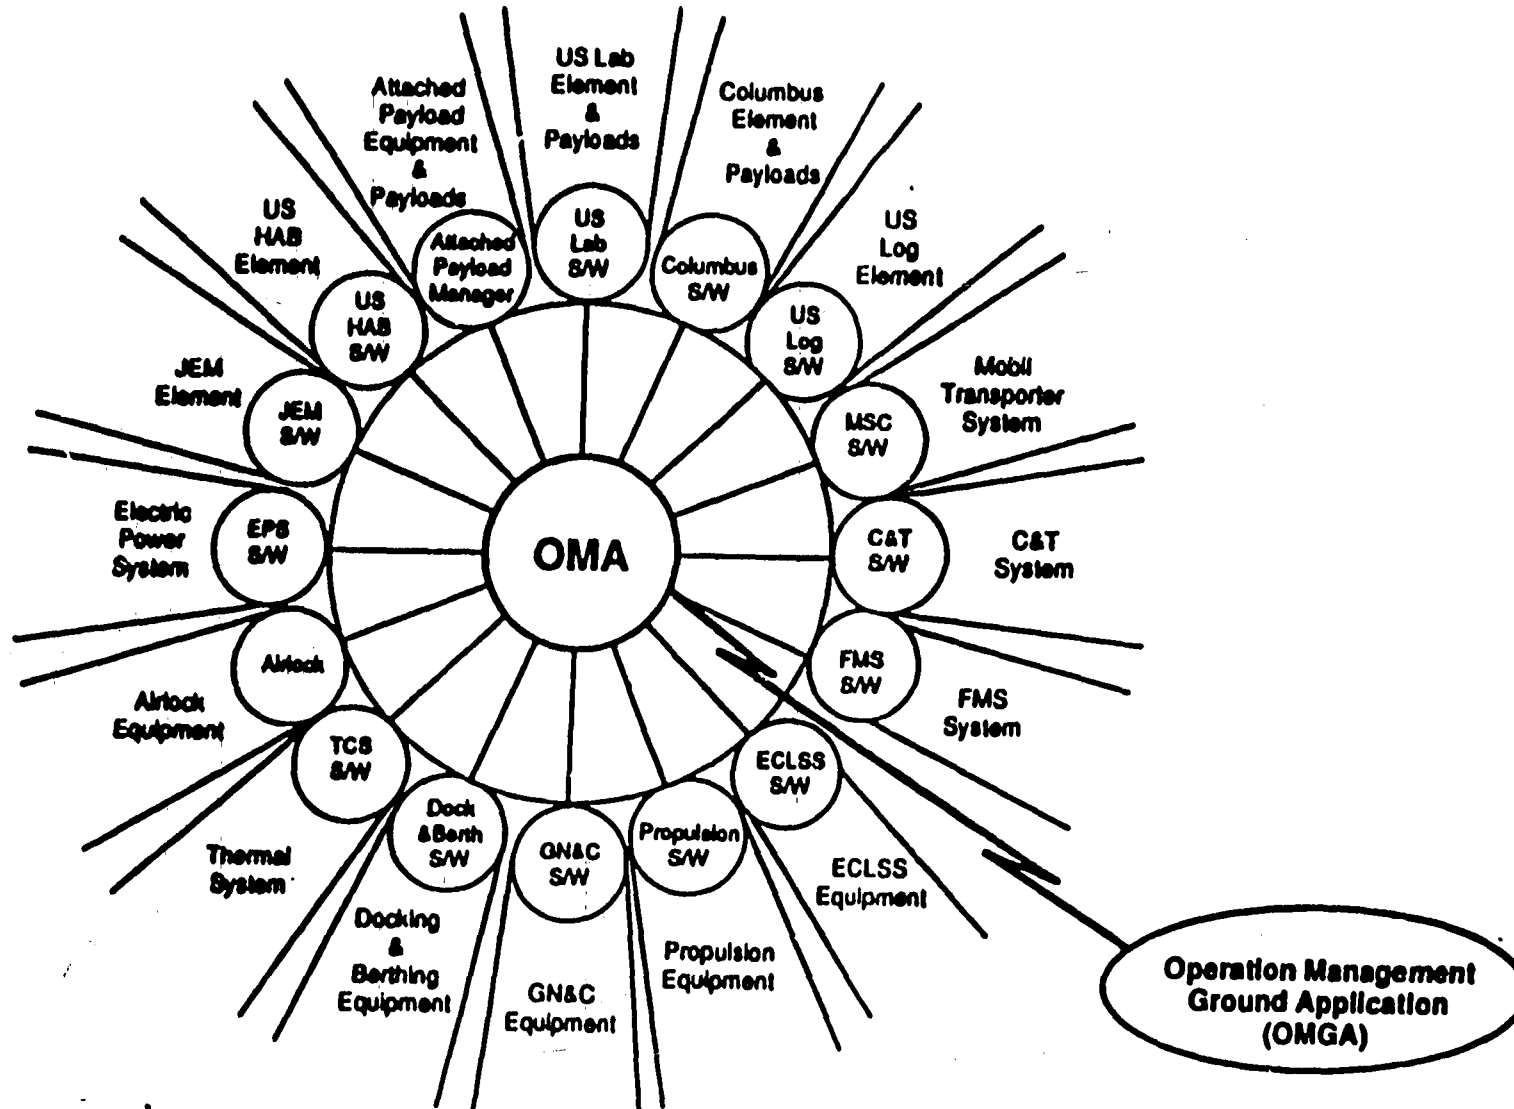 US Lab
Element
&
Payloads
Attached
Payload
Equipment
&
Payloads
Columbus
Element
&
Payloads
US
HAB
Element
US
Log
Element
US
Lab
S/W
Attached
Payload
Manager
Columbus
S/W
US
HAB
S/W
US
Log
S/W
JEM
Element
Mobil
Transporter
System
JEM
S/W
MSC
S/W
Electric
Power
System
EPS
S/W
OMA
C&T
S/W
C&T
System
Airlock
FMS
S/W
Airlock
Equipment
FMS
System
TCS
S/W
ECLSS
S/W
Thermal
System
Dock
&Berth
S/W
GN&C
S/W
Propulsion
S/W
ECLSS
Equipment
Docking
&
Berthing
Equipment
GN&C
Equipment
Propulsion
Equipment
Operation Management
Ground Application
(OMGA)